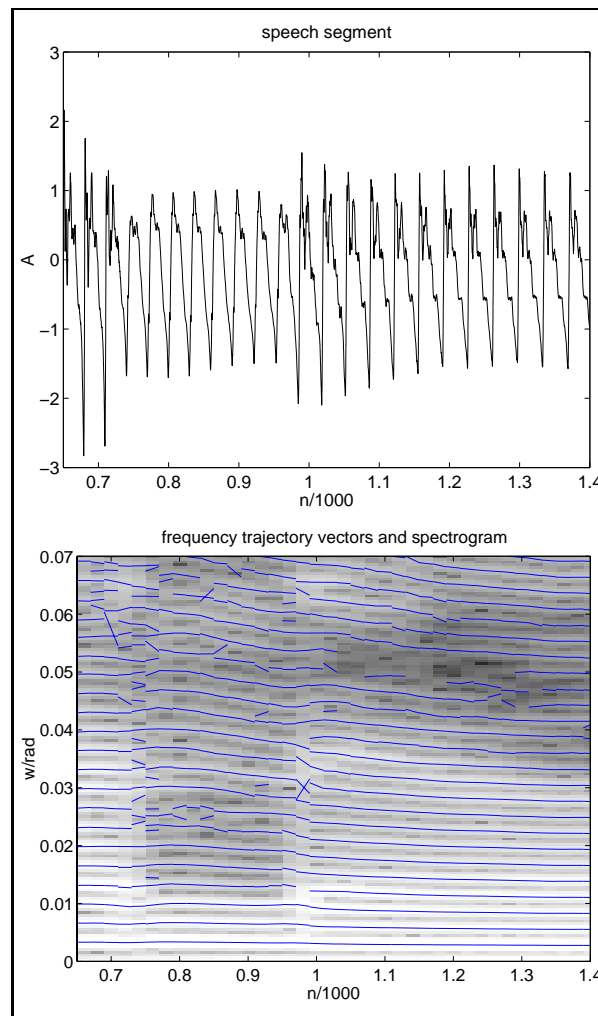 speech segment
3
2
1
0
−1
−2
−3
A
0.7 0.8 0.9 1 1.1 1.2 1.3 1.4
n/1000
frequency trajectory vectors and spectrogram
0.07
0.06
0.05
0.04
0.03
0.02
0.01
0
w/rad
0.7 0.8 0.9 1 1.1 1.2 1.3 1.4
n/1000